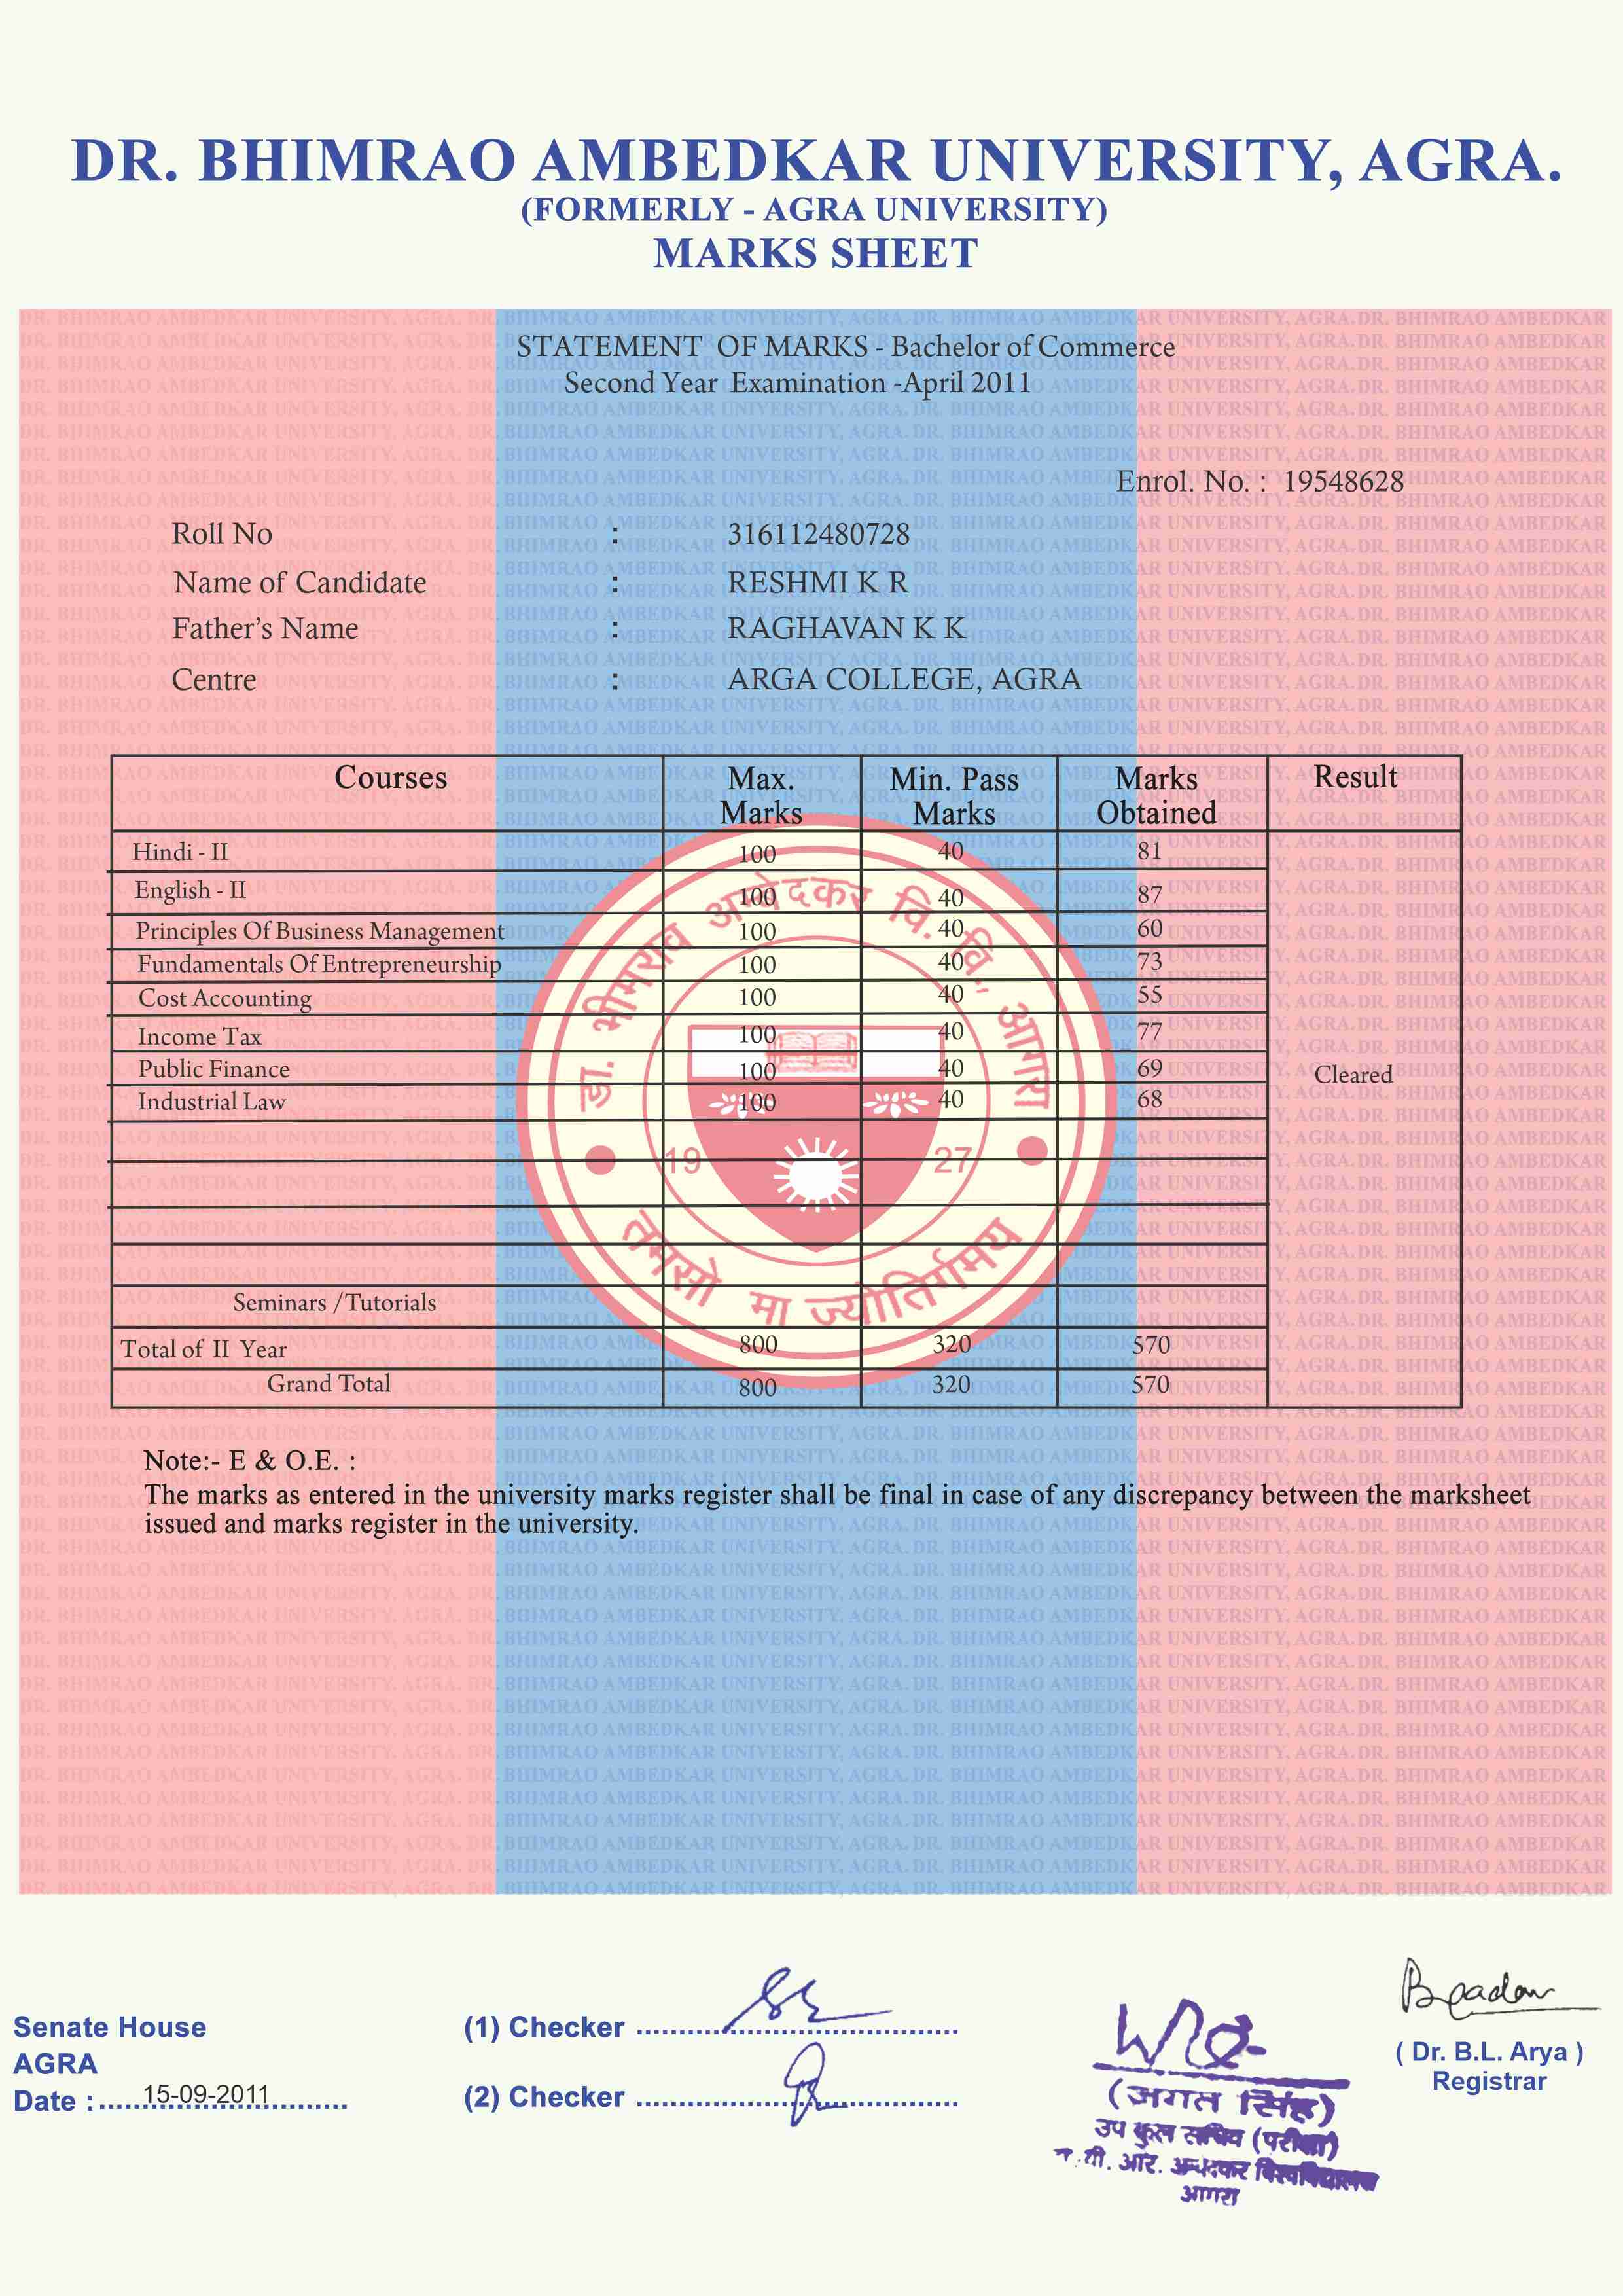 DR. BHIMRAO AMBEDKAR UNIVERSITY, AGRA.
(FORMERLY - AGRA UNIVERSITY)
MARKS SHEET
STATEMENT OF MARKS - Bachelor of Commerce
Second Year Examination -April 2011
Enrol. No. : 19548628
Roll No : 316112480728
Name of Candidate : RESHMI K R
Father's Name : RAGHAVAN K K
Centre : ARGA COLLEGE, AGRA
Courses Max. Marks Min. Pass Marks Marks Obtained Result
Hindi - II 100 40 81
English - II 100 40 87
Principles Of Business Management 100 40 60
Fundamentals Of Entrepreneurship 100 40 73
Cost Accounting 100 40 55
Income Tax 100 40 77
Public Finance 100 40 69 Cleared
Industrial Law 100 40 68
Seminars /Tutorials
Total of II Year 800 320 570
Grand Total 800 320 570
डा. भीमराव अम्बेदकर वि. वि., आगरा
19 27
तमसो मा ज्योतिर्गमय
Note:- E & O.E. :
The marks as entered in the university marks register shall be final in case of any discrepancy between the marksheet
issued and marks register in the university.
Senate House
AGRA
Date : 15-09-2011
(1) Checker
(2) Checker
(जगत सिंह)
उप कुल सचिव (परीक्षा)
आर. विश्वविद्यालय
आगरा
( Dr. B.L. Arya )
Registrar